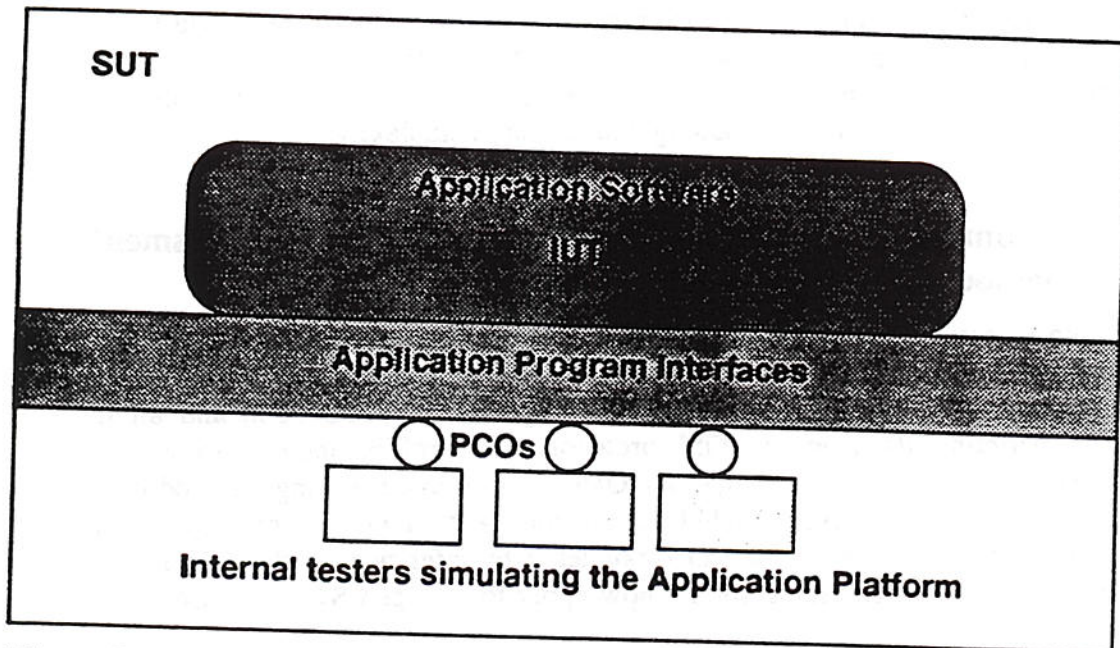 SUT
Application Software
IUT
Application Program Interfaces
PCOs
Internal testers simulating the Application Platform